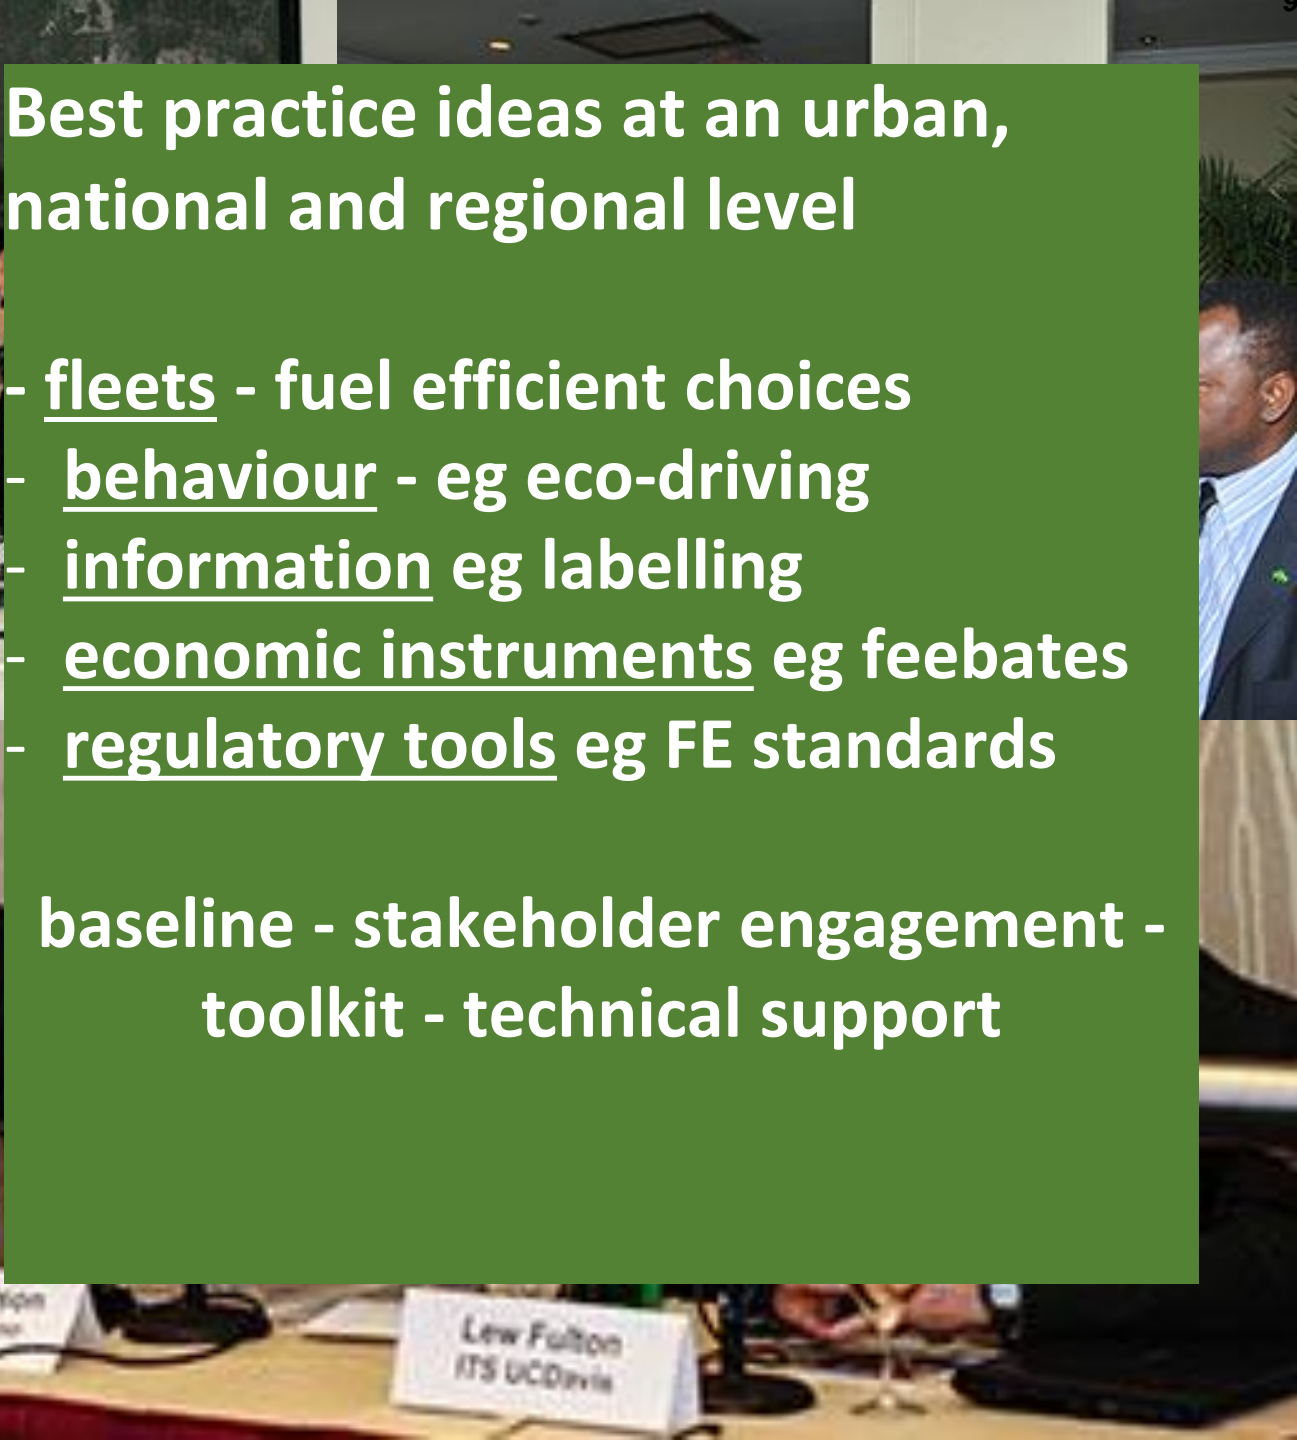 Best practice ideas at an urban,
national and regional level
- fleets - fuel efficient choices
- behaviour - eg eco-driving
- information eg labelling
- economic instruments eg feebates
- regulatory tools eg FE standards
baseline - stakeholder engagement -
toolkit - technical support
Lew Fulton
ITS UCDavis